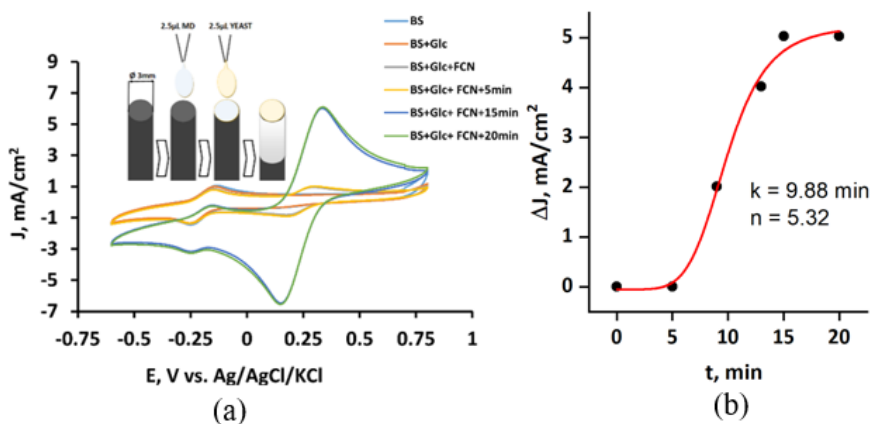 2.5µL MD 2.5µL YEAST
Ø 3mm
BS
BS+Glc
BS+Glc+FCN
BS+Glc+ FCN+5min
BS+Glc+ FCN+15min
BS+Glc+ FCN+20min
J, mA/cm²
9
7
5
3
1
-1
-3
-5
-7
-0.75 -0.5 -0.25 0 0.25 0.5 0.75 1
E, V vs. Ag/AgCl/KCl
(a)
ΔJ, mA/cm²
5
4
3
2
1
0
k = 9.88 min
n = 5.32
0 5 10 15 20
t, min
(b)